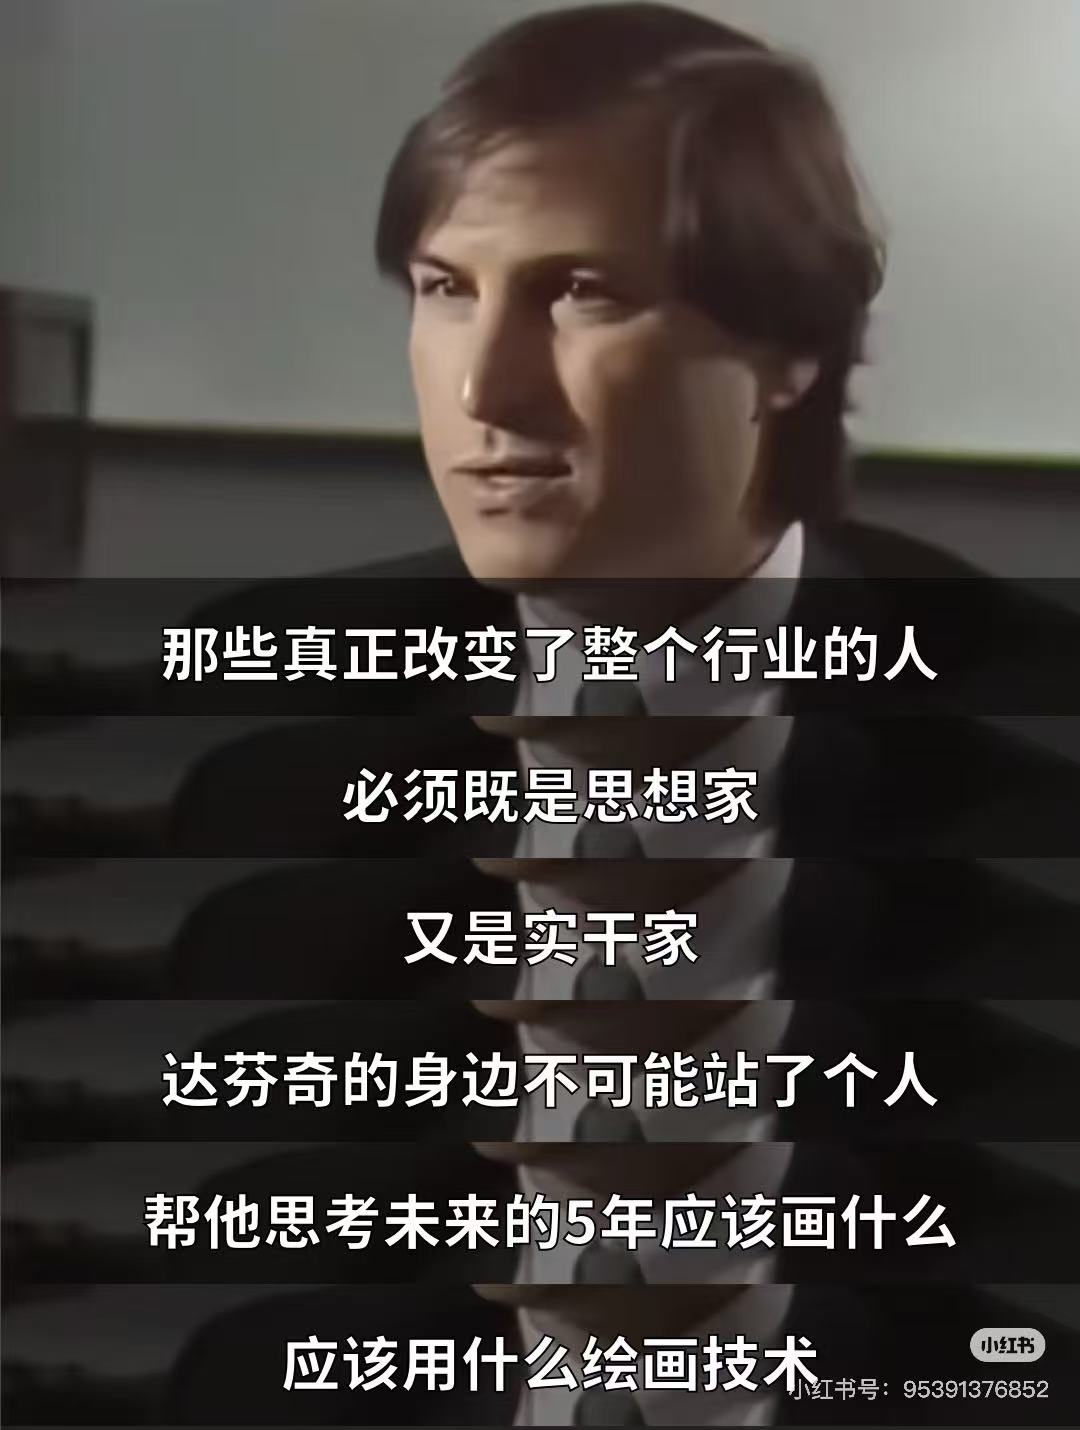 那些真正改变了整个行业的人
必须既是思想家
又是实干家
达芬奇的身边不可能站了个人
帮他思考未来的5年应该画什么
应该用什么绘画技术
小红书
小红书号：95391376852